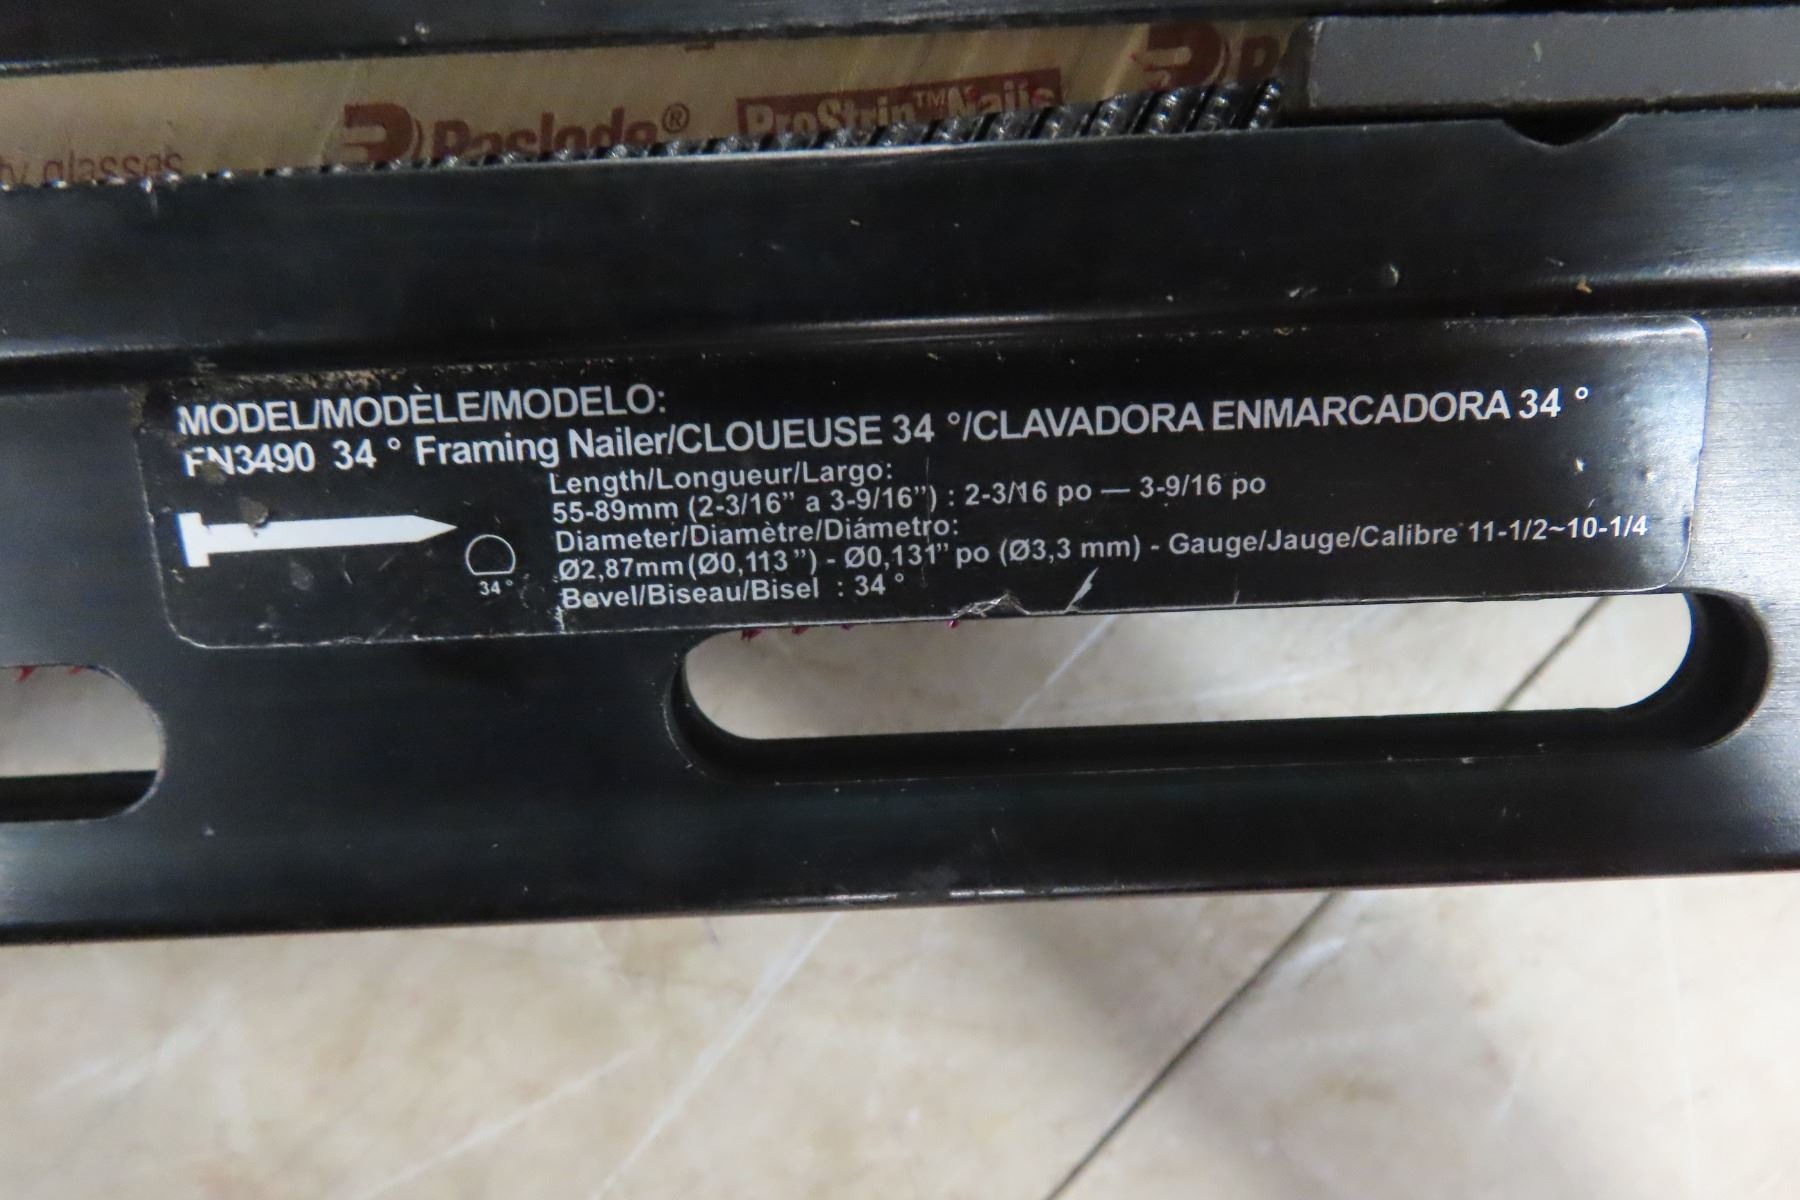 ty glasses Paslode® ProStrip™ Nails
MODEL/MODÈLE/MODELO:
FN3490 34 ° Framing Nailer/CLOUEUSE 34 °/CLAVADORA ENMARCADORA 34 °
Length/Longueur/Largo:
55-89mm (2-3/16” a 3-9/16”) : 2-3/16 po — 3-9/16 po
Diameter/Diamètre/Diámetro:
Ø2,87mm(Ø0,113”) - Ø0,131” po (Ø3,3 mm) - Gauge/Jauge/Calibre 11-1/2~10-1/4
Bevel/Biseau/Bisel : 34 °
34 °